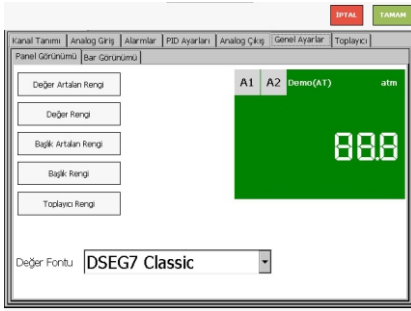 İPTAL TAMAM
Kanal Tanımı Analog Giriş Alarmlar PID Ayarları Analog Çıkış Genel Ayarlar Toplayıcı
Panel Görünümü Bar Görünümü
Değer Artalan Rengi
Değer Rengi
Başlık Artalan Rengi
Başlık Rengi
Toplayıcı Rengi
A1 A2 Demo(AT) atm
88.8
Değer Fontu DSEG7 Classic